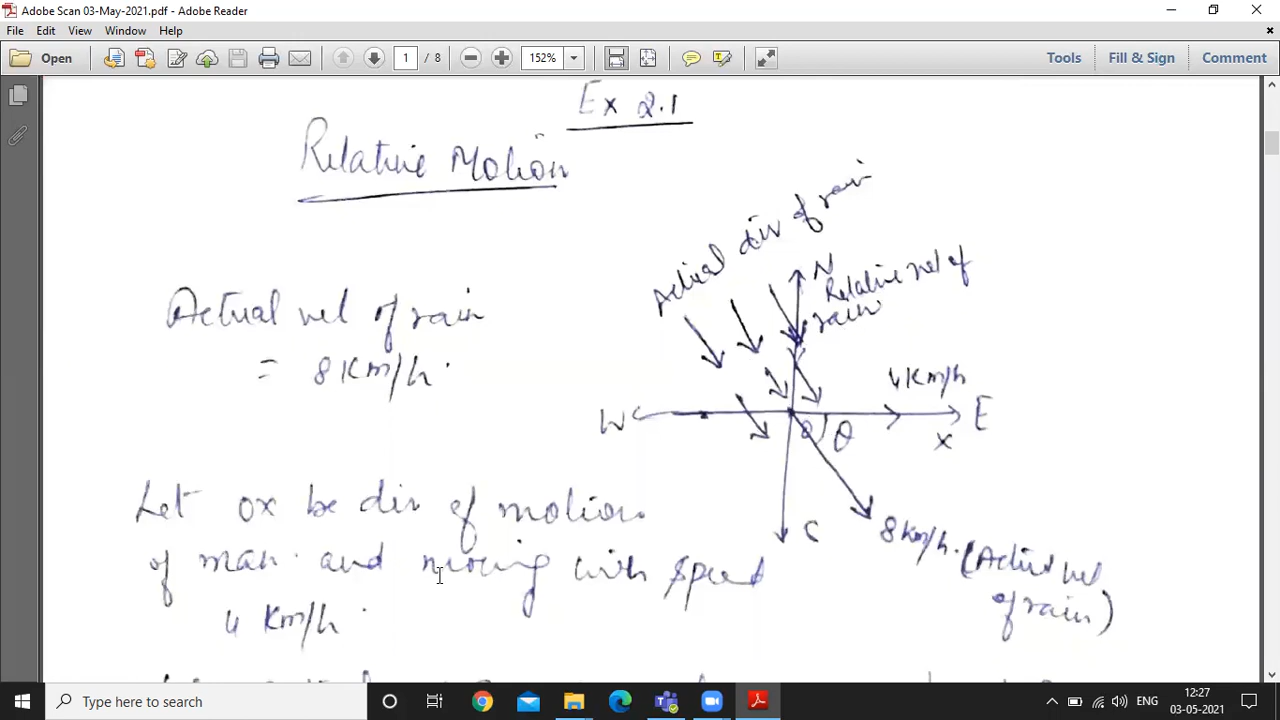 Adobe Scan 03-May-2021.pdf - Adobe Reader
File Edit View Window Help
Open 1 / 8 152% Tools Fill & Sign Comment
Ex 2.1
Relative Motion
Actual dir of rain
N
Relative vel of
rain
Actual vel of rain
= 8 Km/h.
4 Km/h
W E
θ
x
Let ox be dir of motion
S
8 Km/h. (Actual vel
of rain)
of man and moving with speed
4 Km/h
Type here to search
12:27
03-05-2021